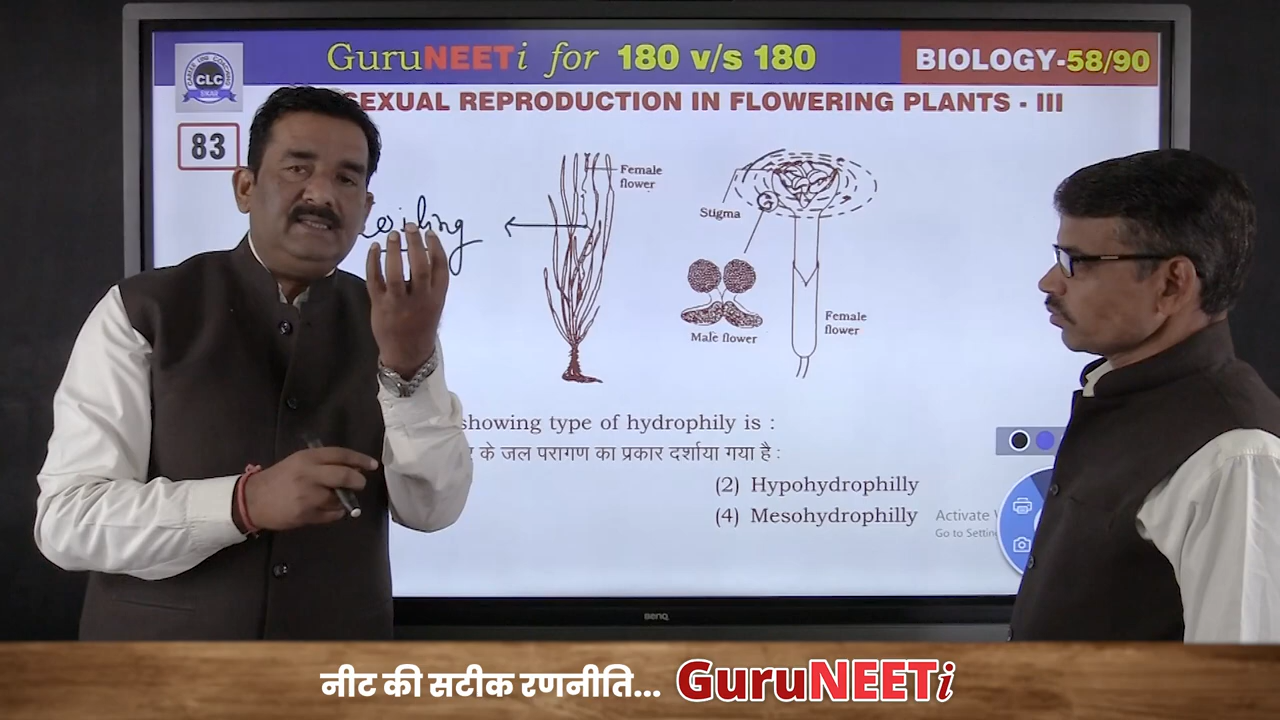 GuruNEETi for 180 v/s 180
BIOLOGY-58/90
CLC
SIKAR
SEXUAL REPRODUCTION IN FLOWERING PLANTS - III
83
Female
flower
Stigma
Male flower
Female
flower
showing type of hydrophily is :
के जल परागण का प्रकार दर्शाया गया है :
(2) Hypohydrophilly
(4) Mesohydrophilly
Activate
Go to Settin
BenQ
नीट की सटीक रणनीति... GuruNEETi